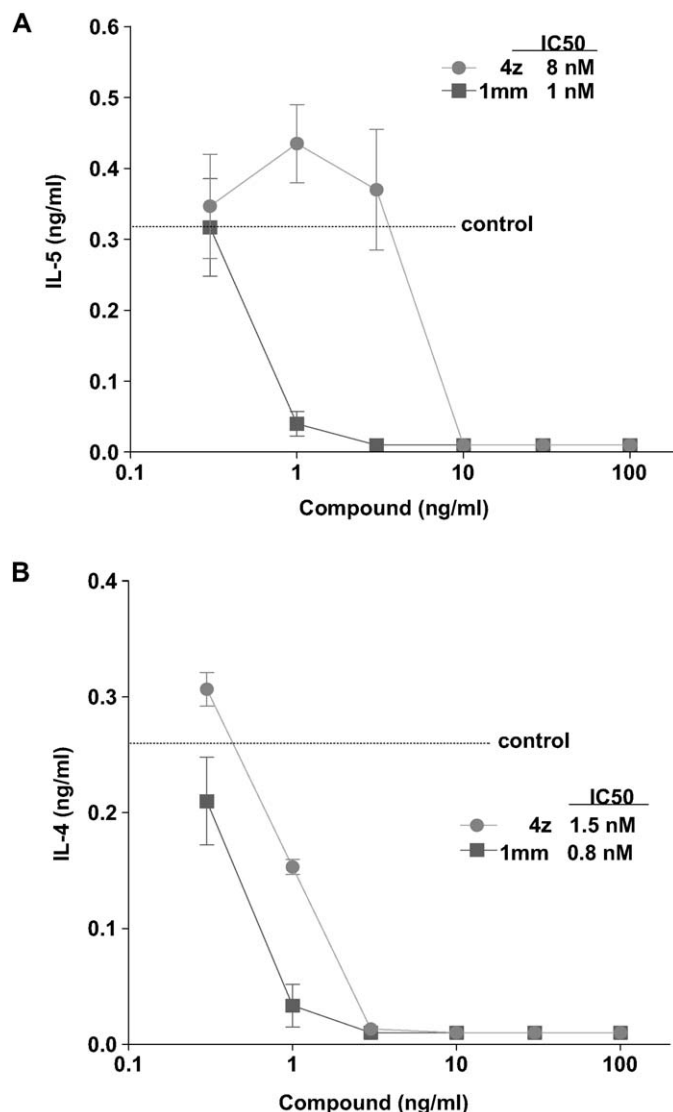 A
0.6
0.5
0.4
0.3
0.2
0.1
0.0
IL-5 (ng/ml)
IC50
4z 8 nM
1mm 1 nM
control
0.1 1 10 100
Compound (ng/ml)
B
0.4
0.3
0.2
0.1
0.0
IL-4 (ng/ml)
control
IC50
4z 1.5 nM
1mm 0.8 nM
0.1 1 10 100
Compound (ng/ml)